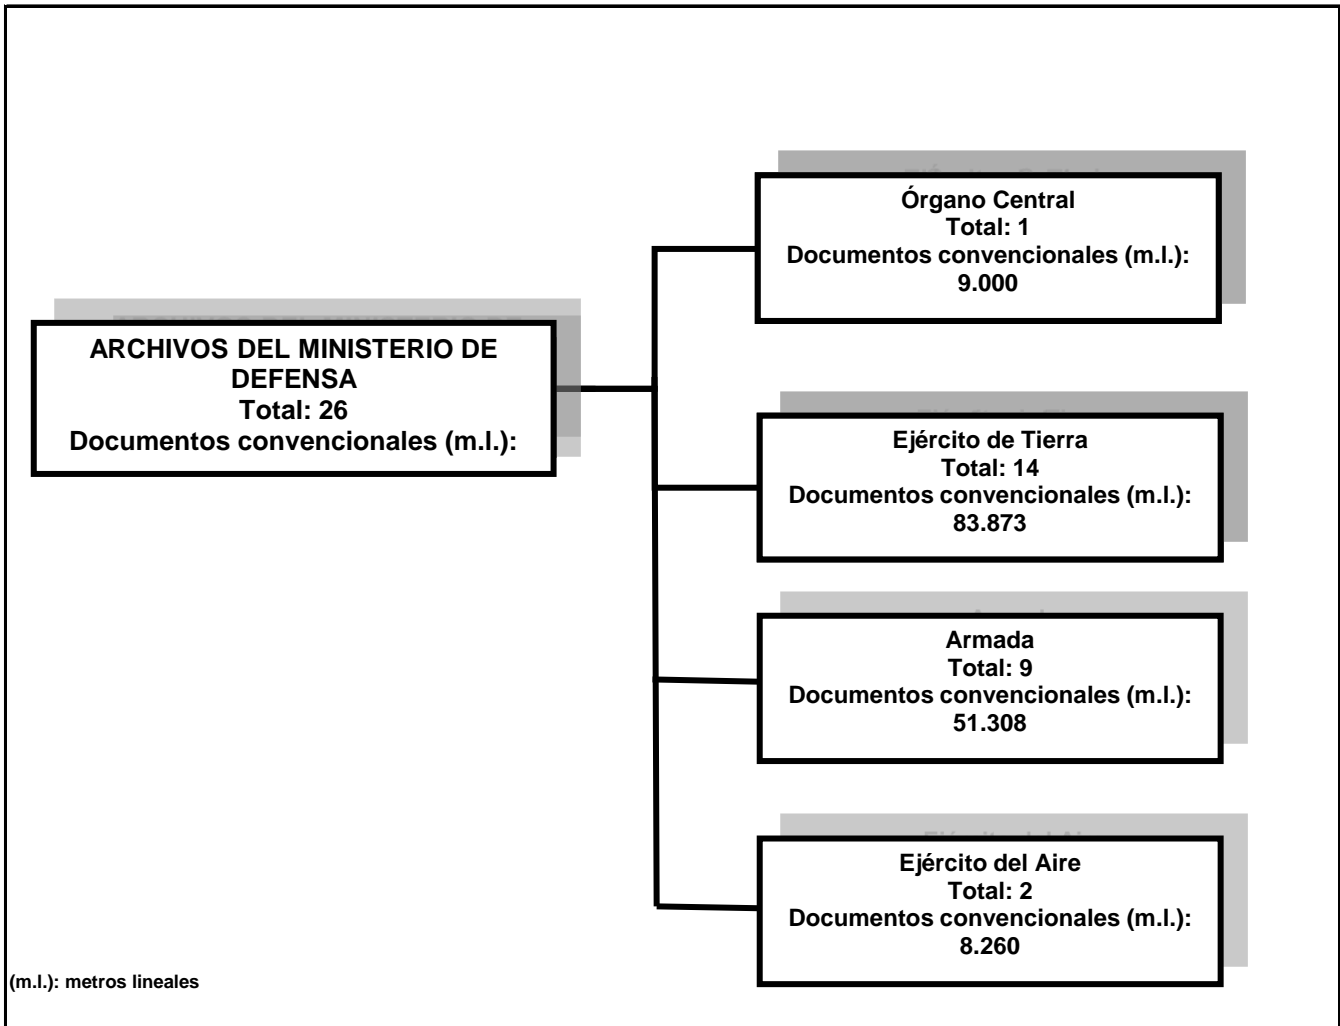 ARCHIVOS DEL MINISTERIO DE
DEFENSA
Total: 26
Documentos convencionales (m.l.):
Órgano Central
Total: 1
Documentos convencionales (m.l.):
9.000
Ejército de Tierra
Total: 14
Documentos convencionales (m.l.):
83.873
Armada
Total: 9
Documentos convencionales (m.l.):
51.308
Ejército del Aire
Total: 2
Documentos convencionales (m.l.):
8.260
(m.l.): metros lineales